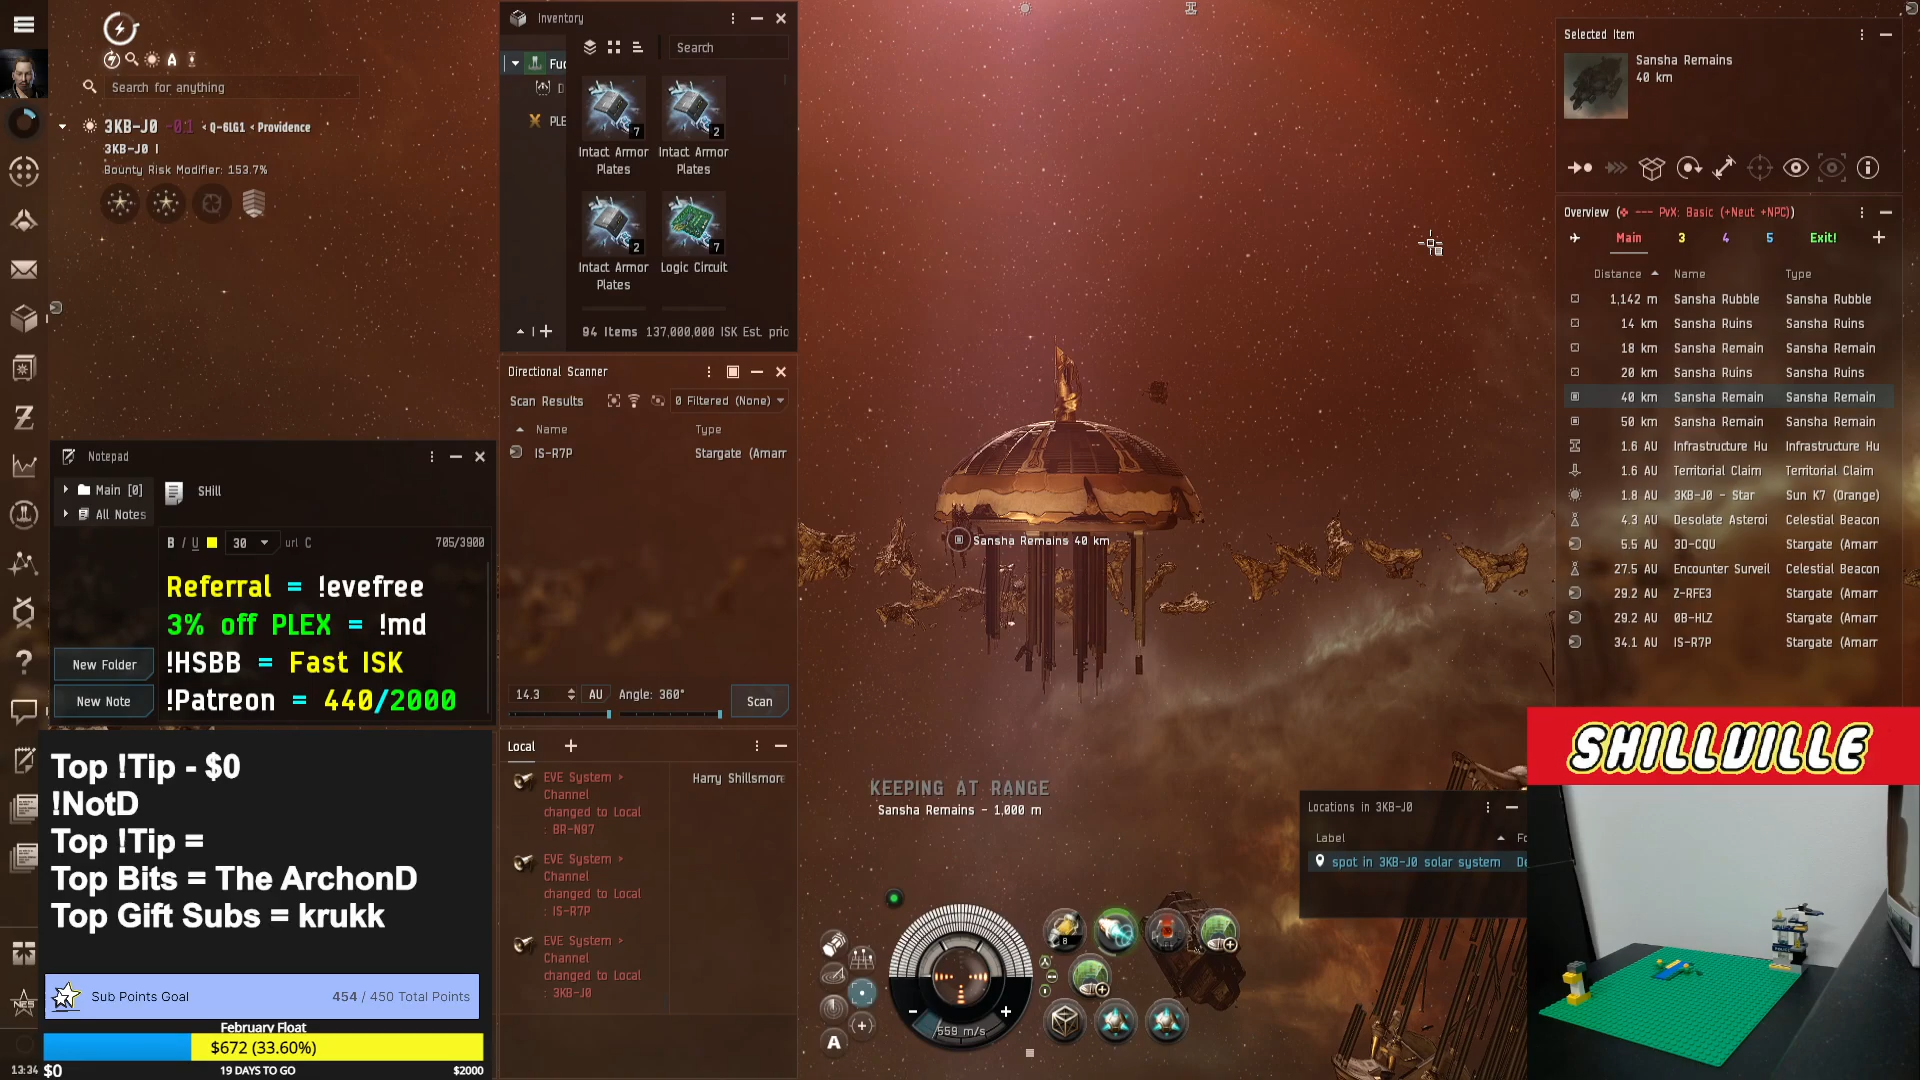 Search for anything
3KB-J0 -0.1 < Q-6LG1 < Providence
3KB-J0 I
Bounty Risk Modifier: 153.7%
Inventory
Search
PLE
7
Intact Armor
Plates
2
Intact Armor
Plates
2
Intact Armor
Plates
7
Logic Circuit
94 Items 137,000,000 ISK Est. pric
Directional Scanner
Scan Results
0 Filtered (None)
Name Type
IS-R7P Stargate (Amarr
14.3 AU Angle: 360°
Scan
Notepad
Main [0]
All Notes
SHill
B I U 30 url C 705/3900
Referral = !evefree
3% off PLEX = !md
!HSBB = Fast ISK
!Patreon = 440/2000
New Folder
New Note
Top !Tip - $0
!NotD
Top !Tip =
Top Bits = The ArchonD
Top Gift Subs = krukk
Sub Points Goal 454 / 450 Total Points
February Float
$672 (33.60%)
$0 19 DAYS TO GO $2000
13:34
NES
Local
EVE System >
Channel
changed to Local
: BR-N97
EVE System >
Channel
changed to Local
: IS-R7P
EVE System >
Channel
changed to Local
: 3KB-J0
Harry Shillsmore
Sansha Remains 40 km
KEEPING AT RANGE
Sansha Remains - 1,000 m
559 m/s
8
A
Locations in 3KB-J0
Label
spot in 3KB-J0 solar system De
Selected Item
Sansha Remains
40 km
Overview ( --- PvX: Basic (+Neut +NPC))
Main 3 4 5 Exit!
Distance Name Type
1,142 m Sansha Rubble Sansha Rubble
14 km Sansha Ruins Sansha Ruins
18 km Sansha Remain Sansha Remain
20 km Sansha Ruins Sansha Ruins
40 km Sansha Remain Sansha Remain
50 km Sansha Remain Sansha Remain
1.6 AU Infrastructure Hu Infrastructure Hu
1.6 AU Territorial Claim Territorial Claim
1.8 AU 3KB-J0 - Star Sun K7 (Orange)
4.3 AU Desolate Asteroi Celestial Beacon
5.5 AU 3D-CQU Stargate (Amarr
27.5 AU Encounter Surveil Celestial Beacon
29.2 AU Z-RFE3 Stargate (Amarr
29.2 AU 0B-HLZ Stargate (Amarr
34.1 AU IS-R7P Stargate (Amarr
SHILLVILLE